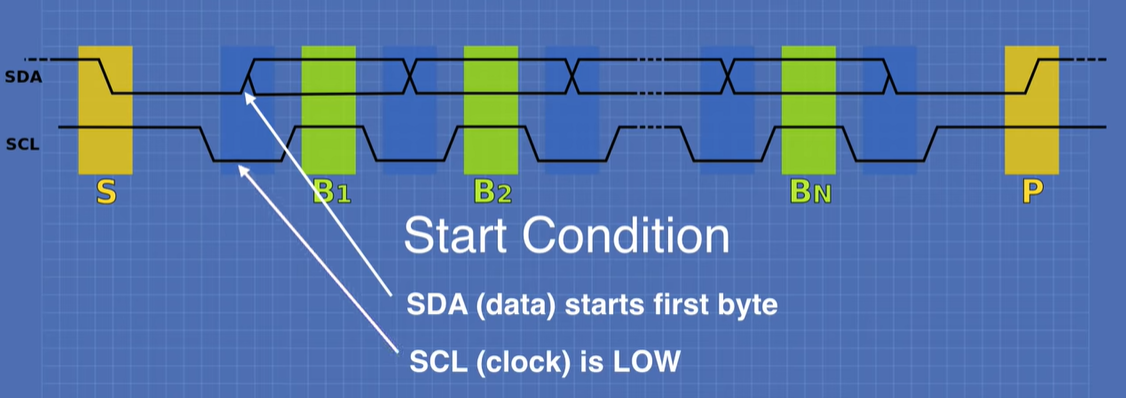 SDA
SCL
S B1 B2 BN P
Start Condition
SDA (data) starts first byte
SCL (clock) is LOW